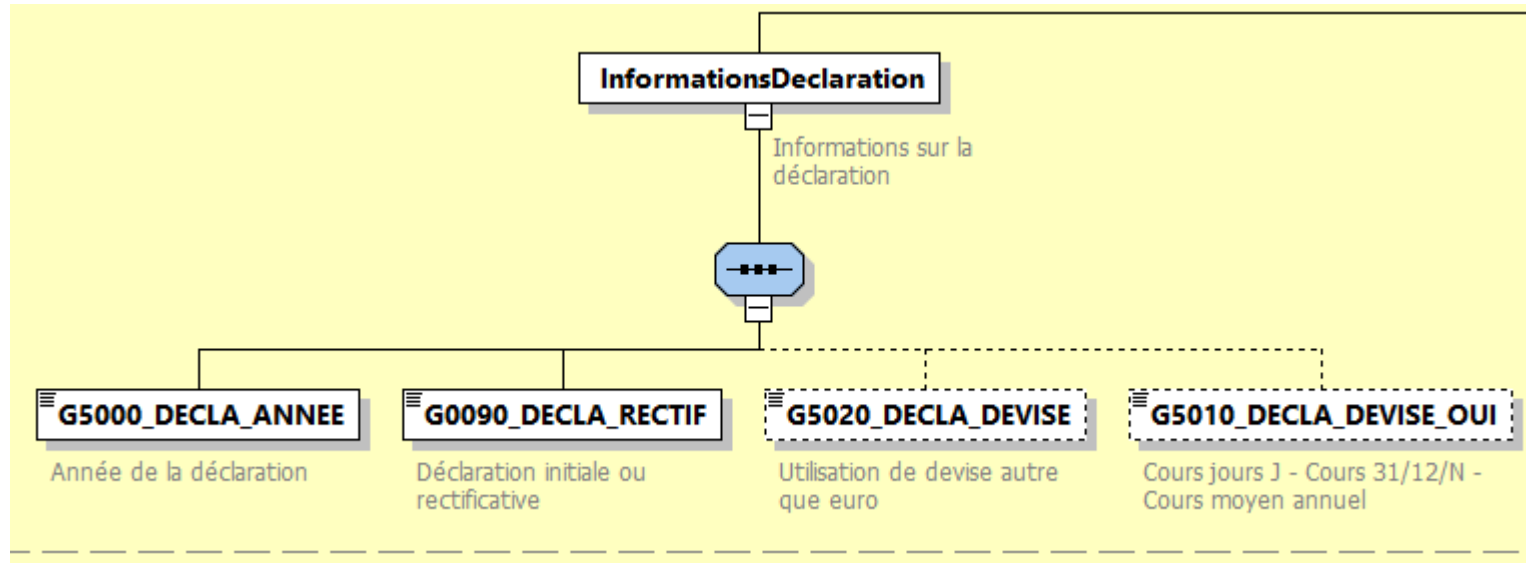 InformationsDeclaration
Informations sur la
déclaration
G5000_DECLA_ANNEE
Année de la déclaration
G0090_DECLA_RECTIF
Déclaration initiale ou
rectificative
G5020_DECLA_DEVISE
Utilisation de devise autre
que euro
G5010_DECLA_DEVISE_OUI
Cours jours J - Cours 31/12/N -
Cours moyen annuel